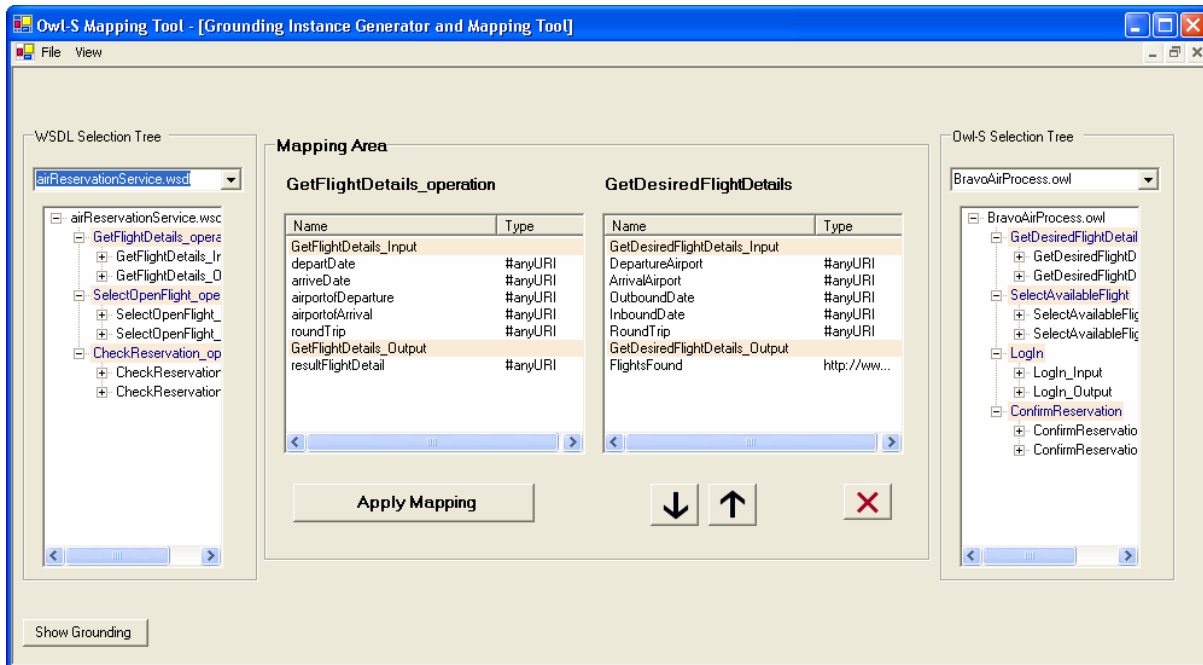 Owl-S Mapping Tool - [Grounding Instance Generator and Mapping Tool]
File View
WSDL Selection Tree
airReservationService.wsdl
airReservationService.wsc
GetFlightDetails_opera
GetFlightDetails_Ir
GetFlightDetails_O
SelectOpenFlight_ope
SelectOpenFlight_
SelectOpenFlight_
CheckReservation_op
CheckReservation
CheckReservation
Mapping Area
GetFlightDetails_operation
Name Type
GetFlightDetails_Input
departDate #anyURI
arriveDate #anyURI
airportofDeparture #anyURI
airportofArrival #anyURI
roundTrip #anyURI
GetFlightDetails_Output
resultFlightDetail #anyURI
GetDesiredFlightDetails
Name Type
GetDesiredFlightDetails_Input
DepartureAirport #anyURI
ArrivalAirport #anyURI
OutboundDate #anyURI
InboundDate #anyURI
RoundTrip #anyURI
GetDesiredFlightDetails_Output
FlightsFound http://ww...
Apply Mapping
Owl-S Selection Tree
BravoAirProcess.owl
BravoAirProcess.owl
GetDesiredFlightDetail
GetDesiredFlightD
GetDesiredFlightD
SelectAvailableFlight
SelectAvailableFlig
SelectAvailableFlig
LogIn
LogIn_Input
LogIn_Output
ConfirmReservation
ConfirmReservatio
ConfirmReservatio
Show Grounding